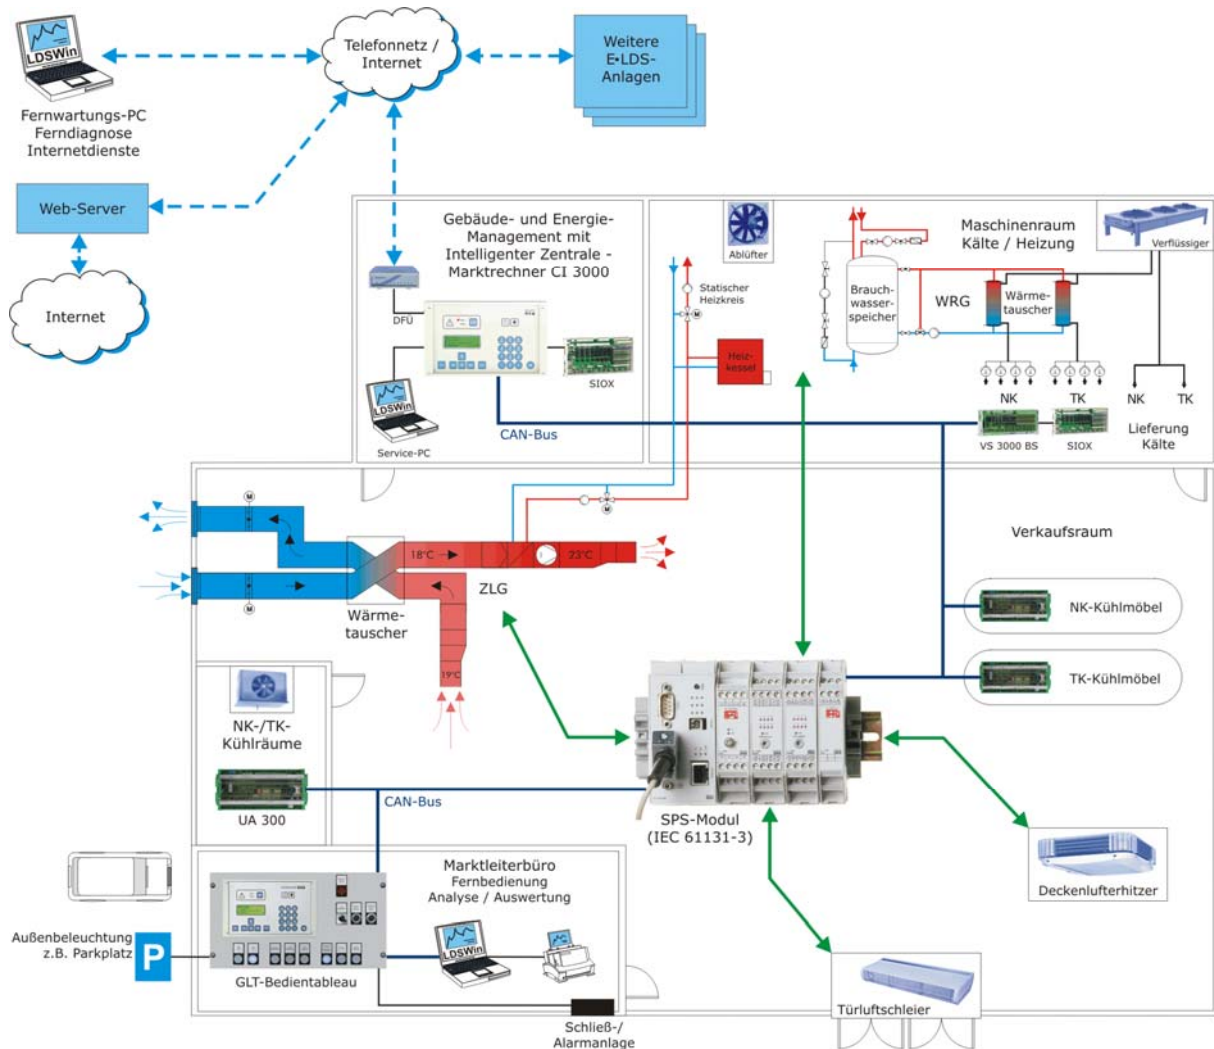 LDSWin
Telefonnetz /
Internet
Weitere
E•LDS-
Anlagen
Fernwartungs-PC
Ferndiagnose
Internetdienste
Web-Server
Internet
Gebäude- und Energie-
Management mit
Intelligenter Zentrale -
Marktrechner CI 3000
DFÜ
SIOX
LDSWin
Service-PC
CAN-Bus
Ablüfter
Maschinenraum
Kälte / Heizung
Verflüssiger
Statischer
Heizkreis
M
Brauch-
wasser-
speicher
WRG
Wärme-
tauscher
Heiz-
kessel
NK
TK
NK
TK
VS 3000 BS
SIOX
Lieferung
Kälte
M
M
18°C
23°C
M
ZLG
Wärme-
tauscher
19°C
Verkaufsraum
NK-Kühlmöbel
TK-Kühlmöbel
NK-/TK-
Kühlräume
UA 300
CAN-Bus
SPS-Modul
(IEC 61131-3)
Deckenlufterhitzer
Türluftschleier
Marktleiterbüro
Fernbedienung
Analyse / Auswertung
LDSWin
GLT-Bedientableau
Außenbeleuchtung
z.B. Parkplatz
P
Schließ-/
Alarmanlage